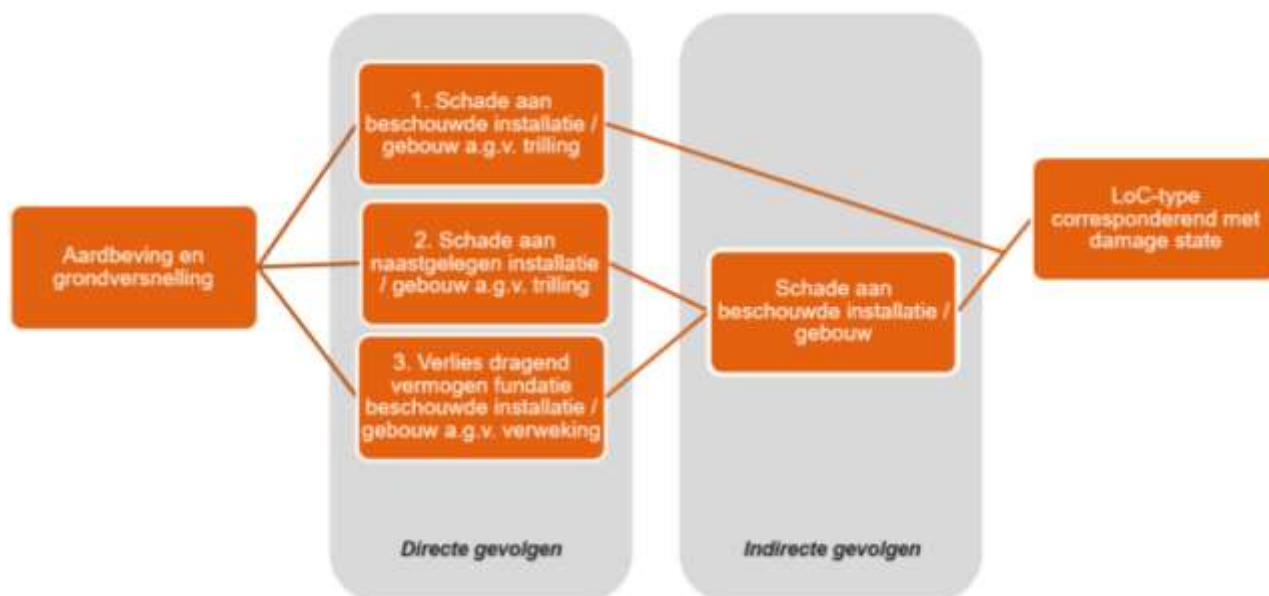 Aardbeving en
grondversnelling
1. Schade aan
beschouwde installatie /
gebouw a.g.v. trilling
2. Schade aan
naastgelegen installatie
/ gebouw a.g.v. trilling
3. Verlies dragend
vermogen fundatie
beschouwde installatie /
gebouw a.g.v. verweking
Directe gevolgen
Schade aan
beschouwde installatie /
gebouw
Indirecte gevolgen
LoC-type
corresponderend met
damage state